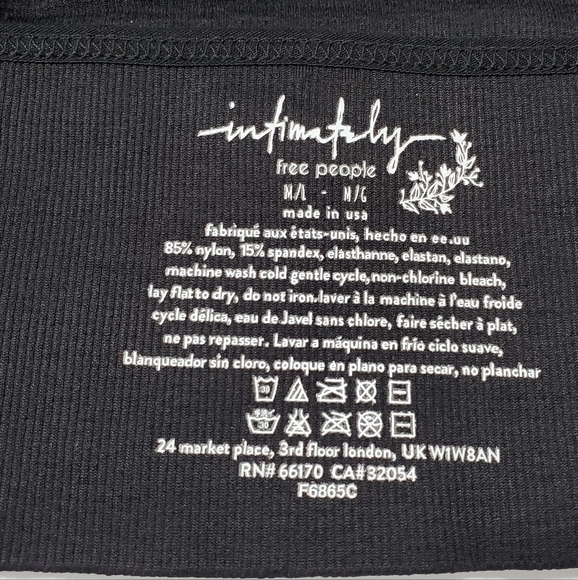 intimately
free people
M/L - M/G
made in usa
fabriqué aux états-unis, hecho en ee.uu
85% nylon, 15% spandex, elasthanne, elastan, elastano,
machine wash cold gentle cycle, non-chlorine bleach,
lay flat to dry, do not iron.laver à la machine à l'eau froide
cycle délica, eau de Javel sans chlore, faire sècher à plat,
ne pas repasser. Lavar a máquina en frío ciclo suave,
blanqueador sin cloro, coloque en plano para secar, no planchar
30
30
24 market place, 3rd floor london, UK W1W8AN
RN# 66170 CA#32054
F6865C